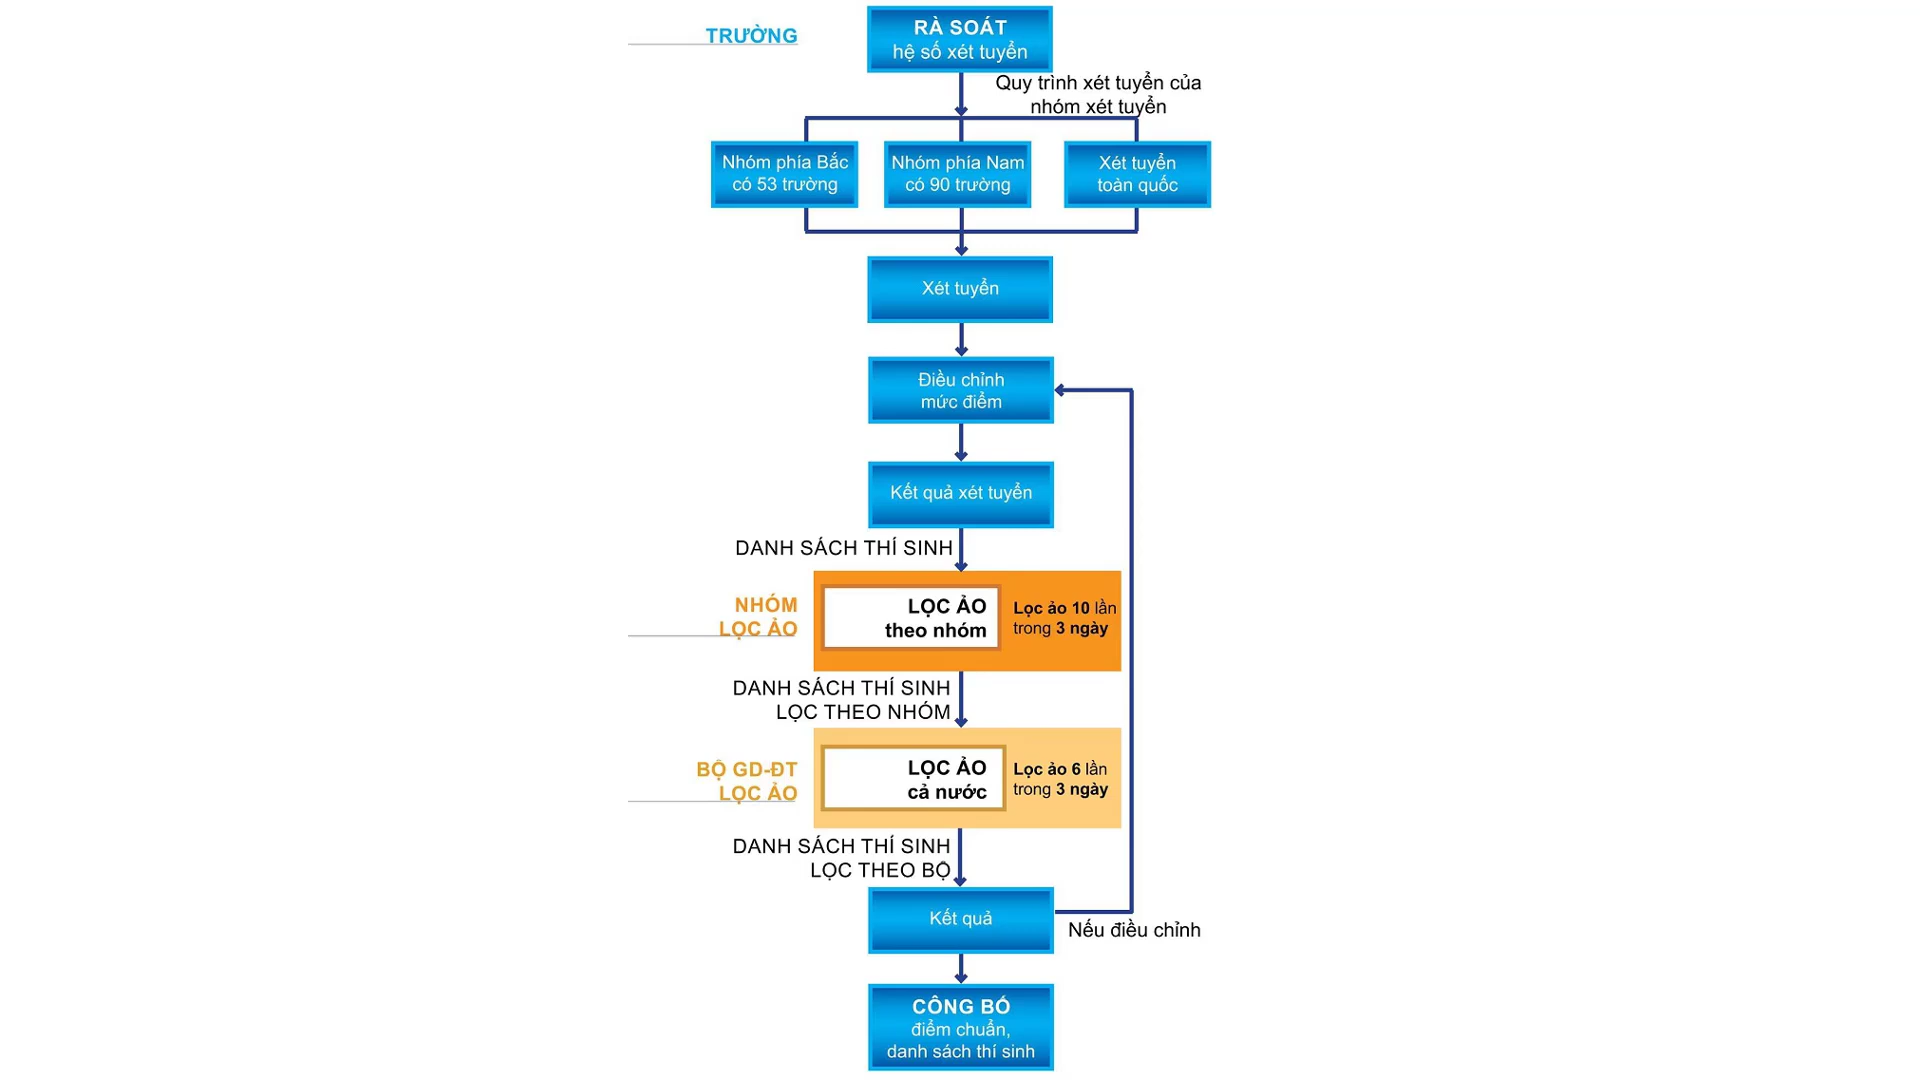 TRƯỜNG
RÀ SOÁT
hệ số xét tuyển
Quy trình xét tuyển của
nhóm xét tuyển
Nhóm phía Bắc
có 53 trường
Nhóm phía Nam
có 90 trường
Xét tuyển
toàn quốc
Xét tuyển
Điều chỉnh
mức điểm
Kết quả xét tuyển
DANH SÁCH THÍ SINH
NHÓM
LỌC ẢO
LỌC ẢO
theo nhóm
Lọc ảo 10 lần
trong 3 ngày
DANH SÁCH THÍ SINH
LỌC THEO NHÓM
BỘ GD-ĐT
LỌC ẢO
LỌC ẢO
cả nước
Lọc ảo 6 lần
trong 3 ngày
DANH SÁCH THÍ SINH
LỌC THEO BỘ
Kết quả
Nếu điều chỉnh
CÔNG BỐ
điểm chuẩn,
danh sách thí sinh